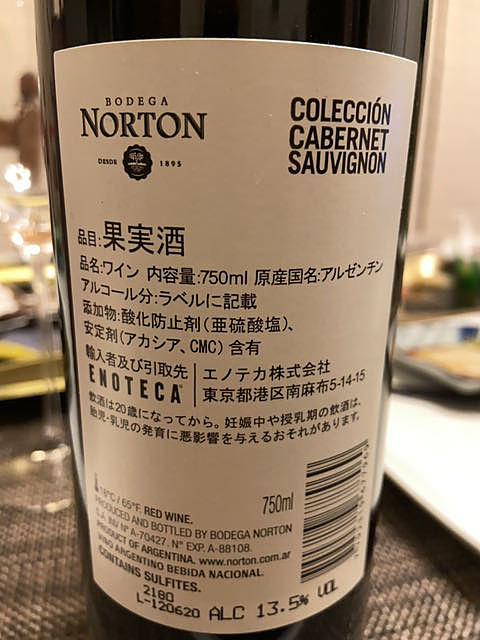 BODEGA
NORTON
DESDE 1895
COLECCIÓN
CABERNET
SAUVIGNON
品目:果実酒
品名:ワイン 内容量:750ml 原産国名:アルゼンチン
アルコール分:ラベルに記載
添加物:酸化防止剤(亜硫酸塩)、
安定剤(アカシア、CMC)含有
輸入者及び引取先
ENOTECA
エノテカ株式会社
東京都港区南麻布5-14-15
飲酒は20歳になってから。妊娠中や授乳期の飲酒は、
胎児・乳児の発育に悪影響を与えるおそれがあります。
18°C / 65°F. RED WINE.
PRODUCED AND BOTTLED BY BODEGA NORTON
S.A. INV N° A-70427. N° EXP. A-88108.
PRODUCT OF ARGENTINA. www.norton.com.ar
VINO ARGENTINO BEBIDA NACIONAL.
CONTAINS SULFITES.
750ml
2180
L-120620 ALC 13.5% VOL